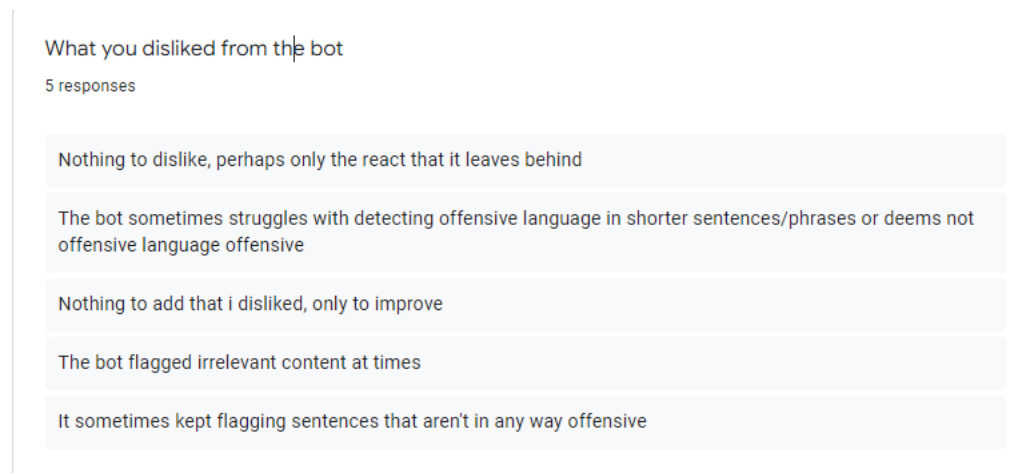 What you disliked from the bot
5 responses
Nothing to dislike, perhaps only the react that it leaves behind
The bot sometimes struggles with detecting offensive language in shorter sentences/phrases or deems not
offensive language offensive
Nothing to add that i disliked, only to improve
The bot flagged irrelevant content at times
It sometimes kept flagging sentences that aren't in any way offensive